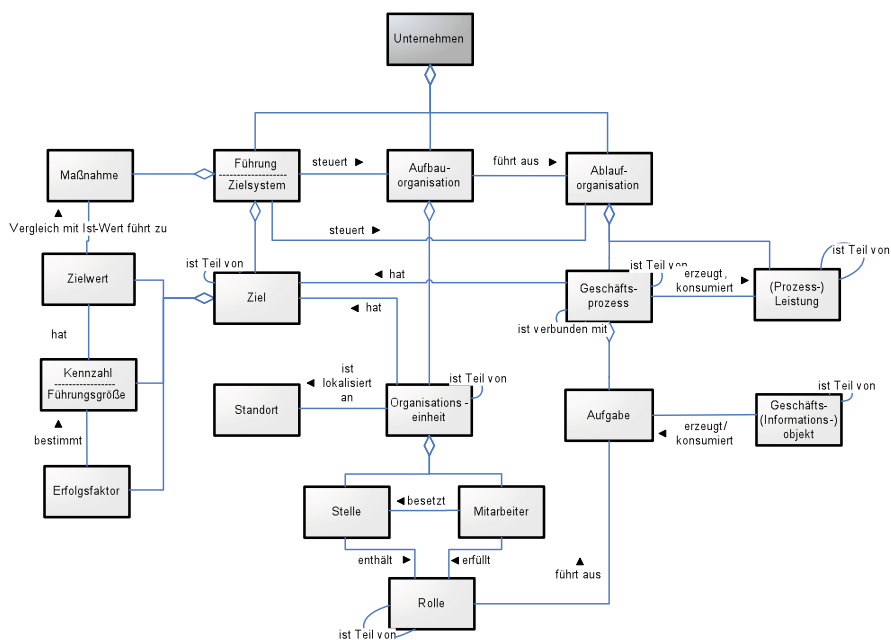 Unternehmen
Führung
Zielsystem
steuert ►
Aufbau-
organisation
führt aus ►
Ablauf-
organisation
Maßnahme
▲
Vergleich mit Ist-Wert führt zu
steuert ►
ist Teil von
Zielwert
Ziel
◄ hat
◄ hat
Geschäfts-
prozess
ist Teil von
ist verbunden mit
erzeugt, ►
konsumiert
(Prozess-)
Leistung
ist Teil von
hat
Kennzahl
Führungsgröße
▲
bestimmt
Erfolgsfaktor
Standort
ist
◄ lokalisiert
an
Organisations-
einheit
ist Teil von
Aufgabe
erzeugt/
◄ konsumiert
Geschäfts-
(Informations-)
objekt
ist Teil von
Stelle
◄ besetzt
Mitarbeiter
enthält ►
◄ erfüllt
▲
führt aus
Rolle
ist Teil von